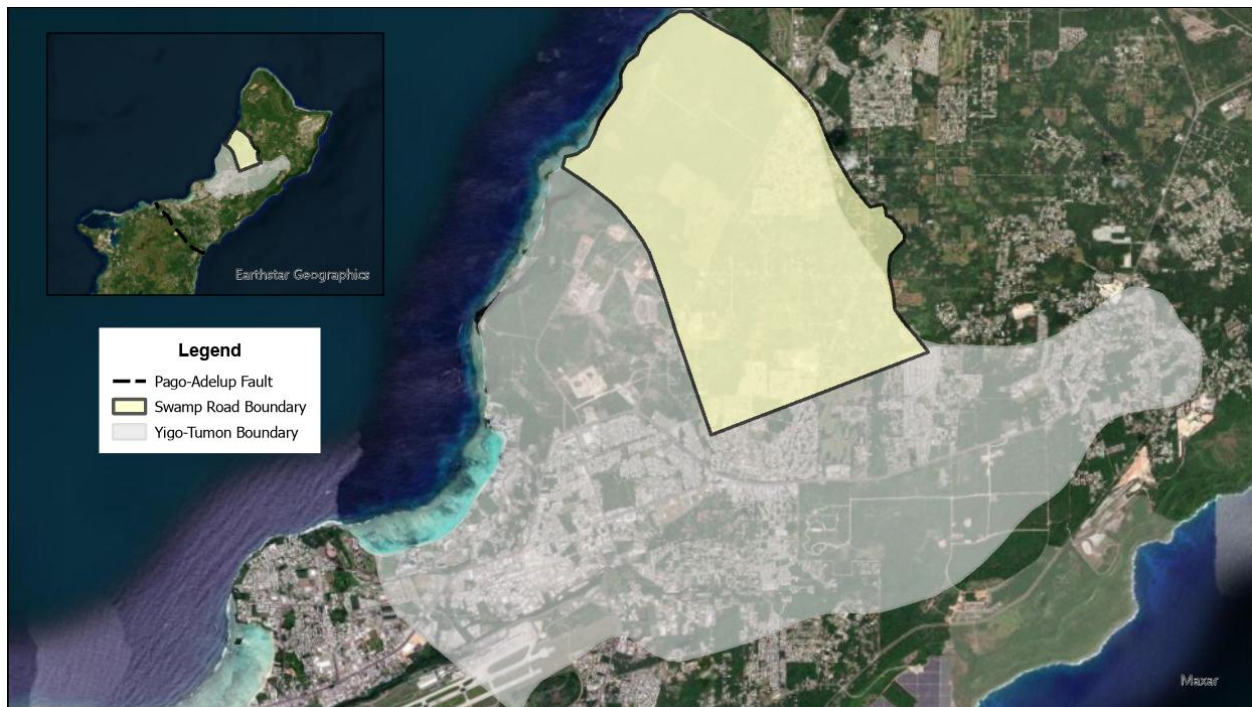 Earthstar Geographics
Legend
Pago-Adelup Fault
Swamp Road Boundary
Yigo-Tumon Boundary
Maxar